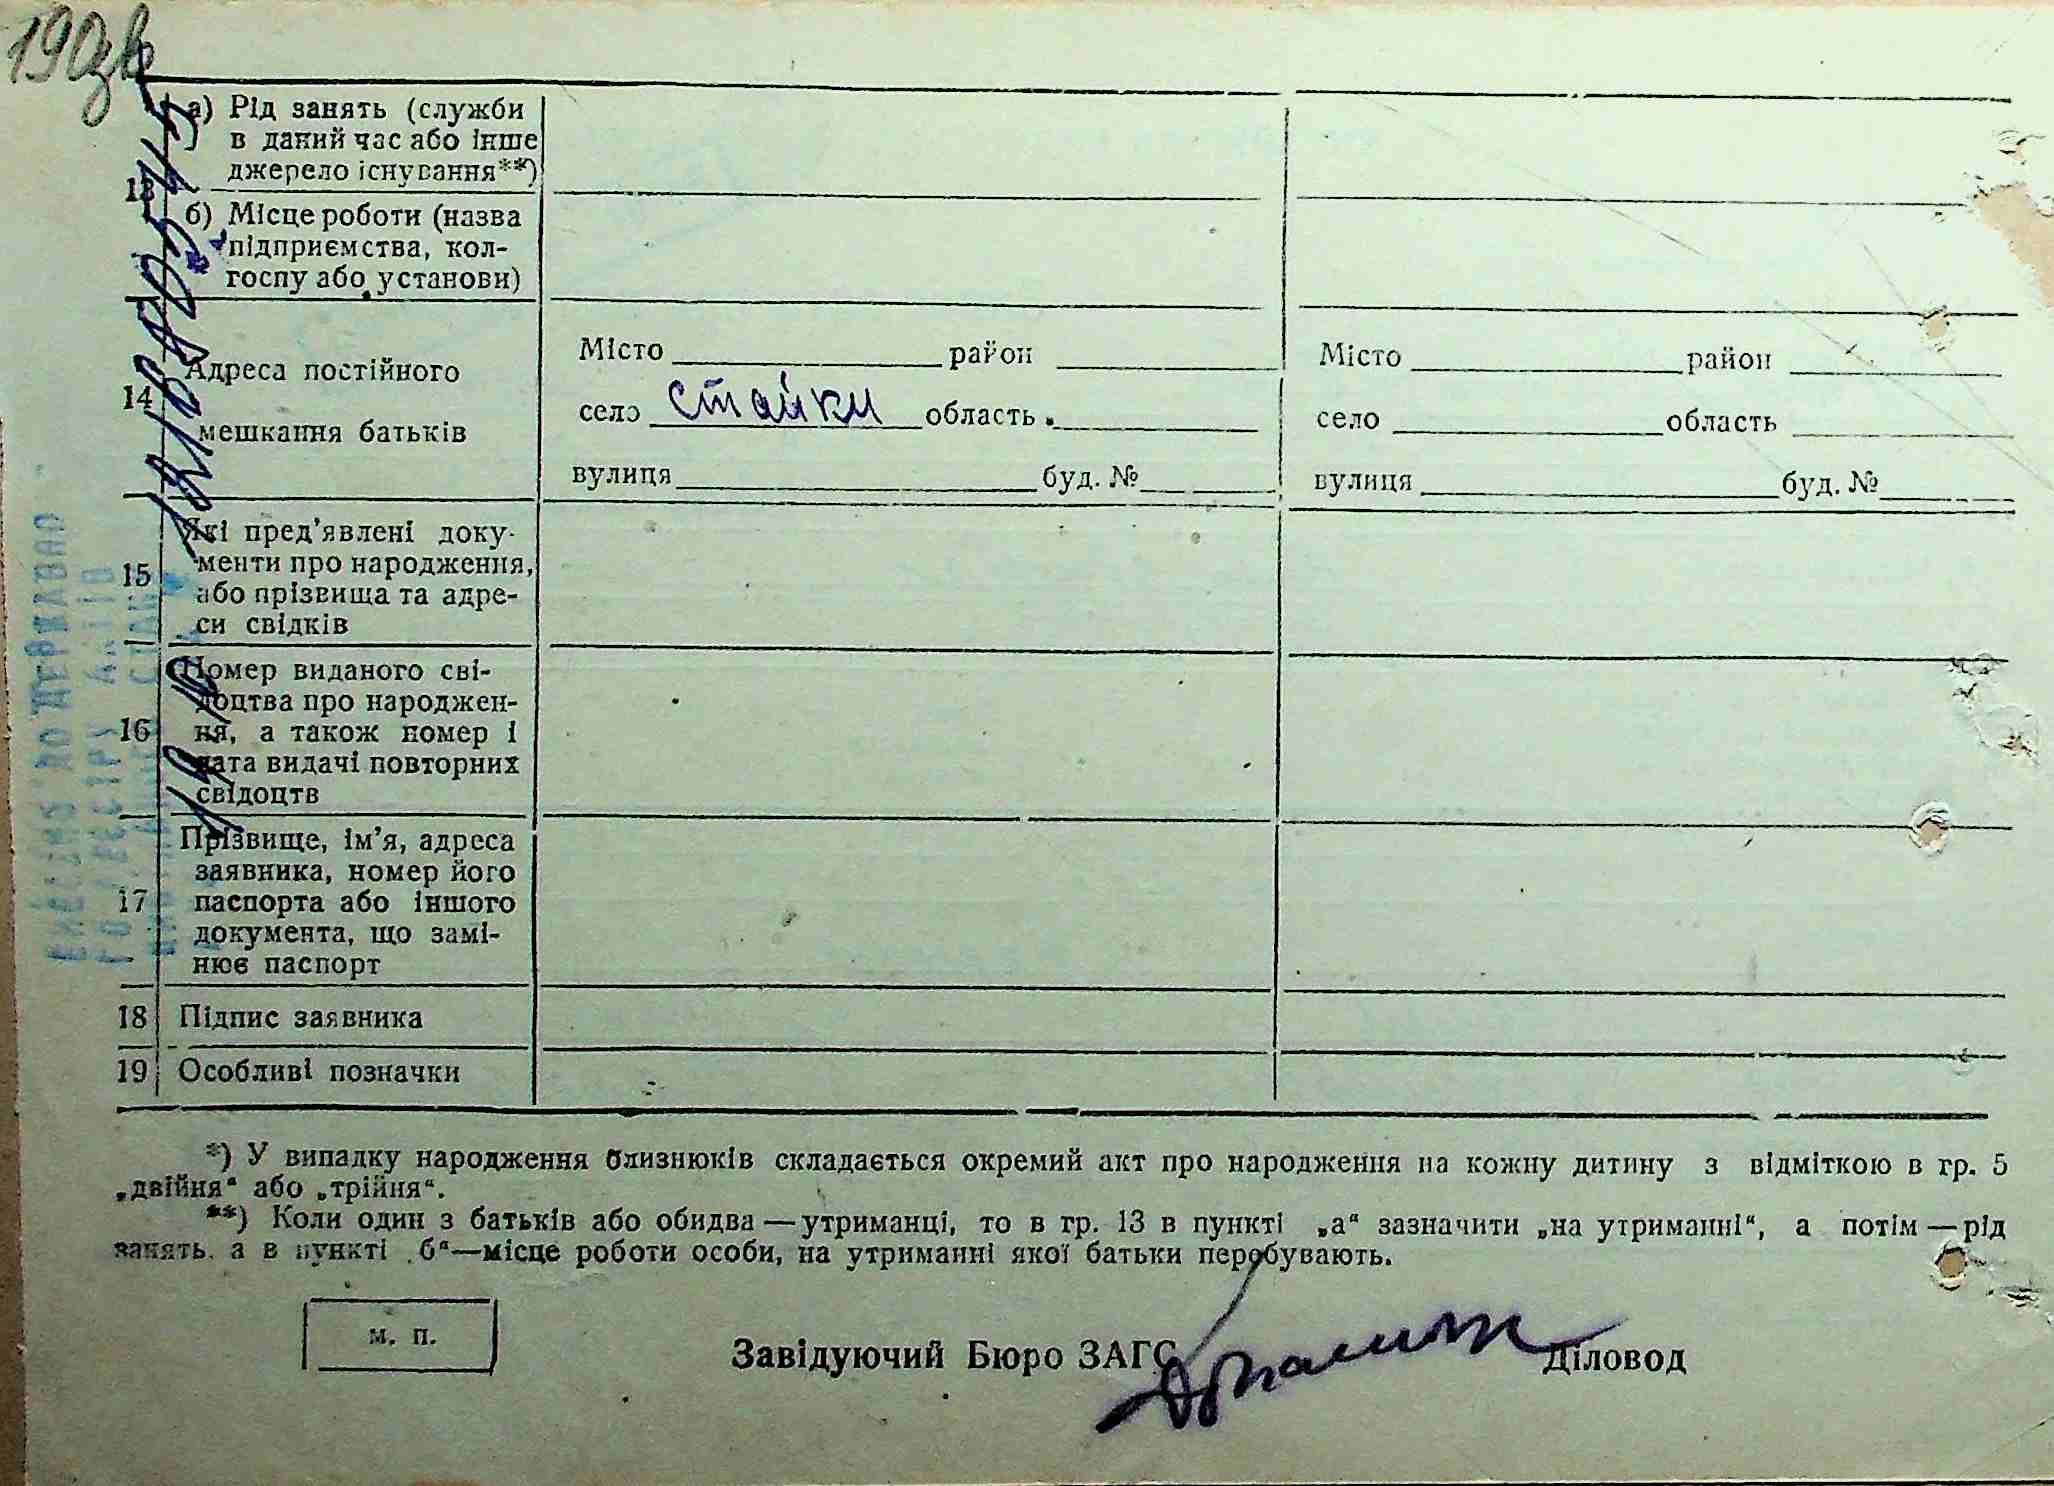 190зв
13
а) Рід занять (служби
в даний час або інше
джерело існування**)
б) Місце роботи (назва
підприємства, кол-
госпу або установи)
14
Адреса постійного
мешкання батьків
Місто район
село Стайки область
вулиця буд. №
Місто район
село область
вулиця буд. №
15
Які пред'явлені доку-
менти про народження,
або прізвища та адре-
си свідків
16
Номер виданого сві-
доцтва про народжен-
ня, а також номер і
дата видачі повторних
свідоцтв
17
Прізвище, ім'я, адреса
заявника, номер його
паспорта або іншого
документа, що замі-
нює паспорт
18 Підпис заявника
19 Особливі позначки
*) У випадку народження близнюків складається окремий акт про народження на кожну дитину з відміткою в гр. 5
„двійня“ або „трійня“.
**) Коли один з батьків або обидва — утриманці, то в гр. 13 в пункті „а“ зазначити „на утриманні“, а потім — рід
занять, а в пункті „б“—місце роботи особи, на утриманні якої батьки перебувають.
м. п.
Завідуючий Бюро ЗАГС Діловод